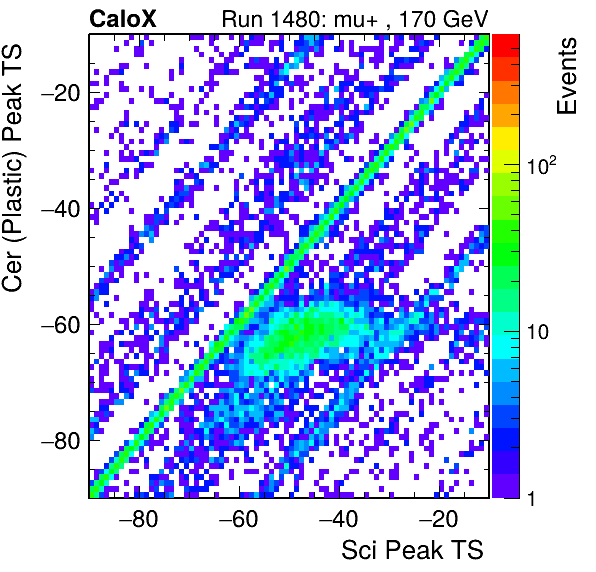 CaloX Run 1480: mu+ , 170 GeV
Events
Cer (Plastic) Peak TS
−20
−40
−60
−80
10²
10
1
−80 −60 −40 −20
Sci Peak TS